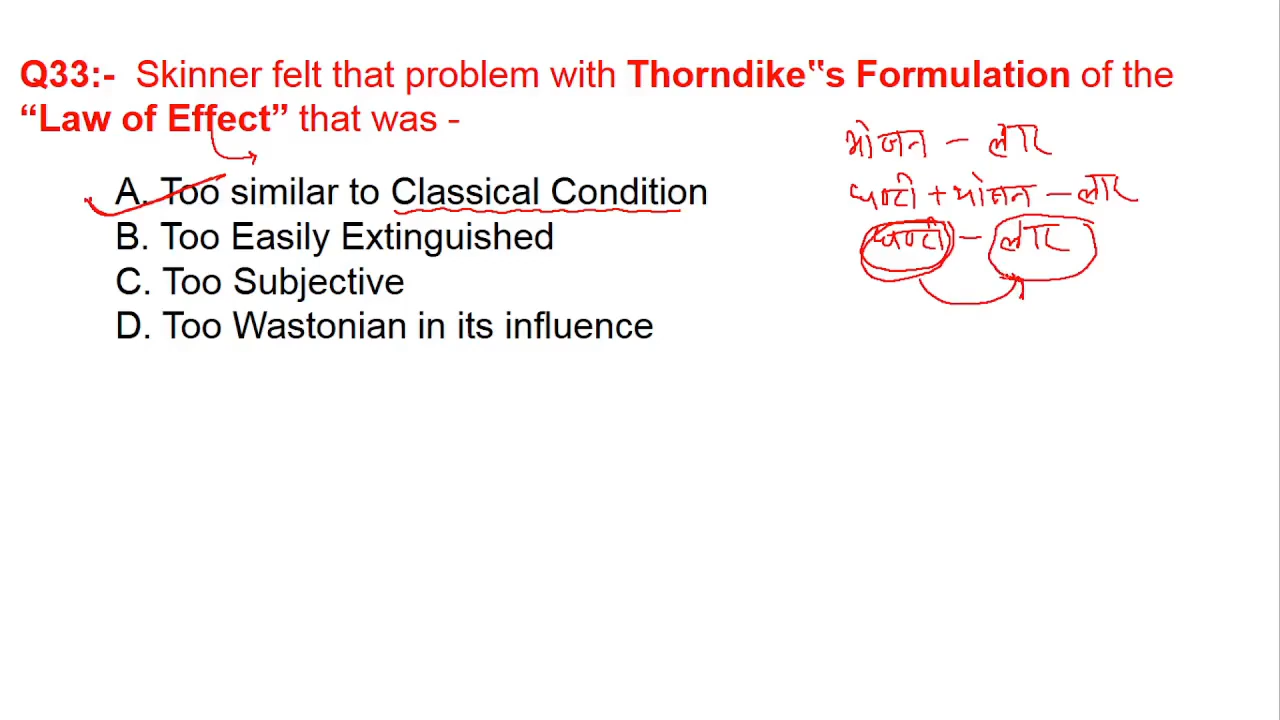 Q33:- Skinner felt that problem with Thorndike‟s Formulation of the
“Law of Effect” that was -
A. Too similar to Classical Condition
B. Too Easily Extinguished
C. Too Subjective
D. Too Wastonian in its influence
भोजन - लार
घण्टी + भोजन - लार
घण्टी - लार